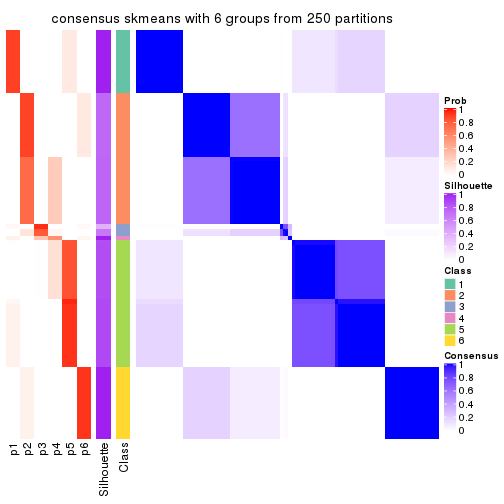 consensus skmeans with 6 groups from 250 partitions
Prob
1
0.8
0.6
0.4
0.2
0
Silhouette
1
0.8
0.6
0.4
0.2
0
Class
1
2
3
4
5
6
Consensus
1
0.8
0.6
0.4
0.2
0
p1
p2
p3
p4
p5
p6
Silhouette
Class